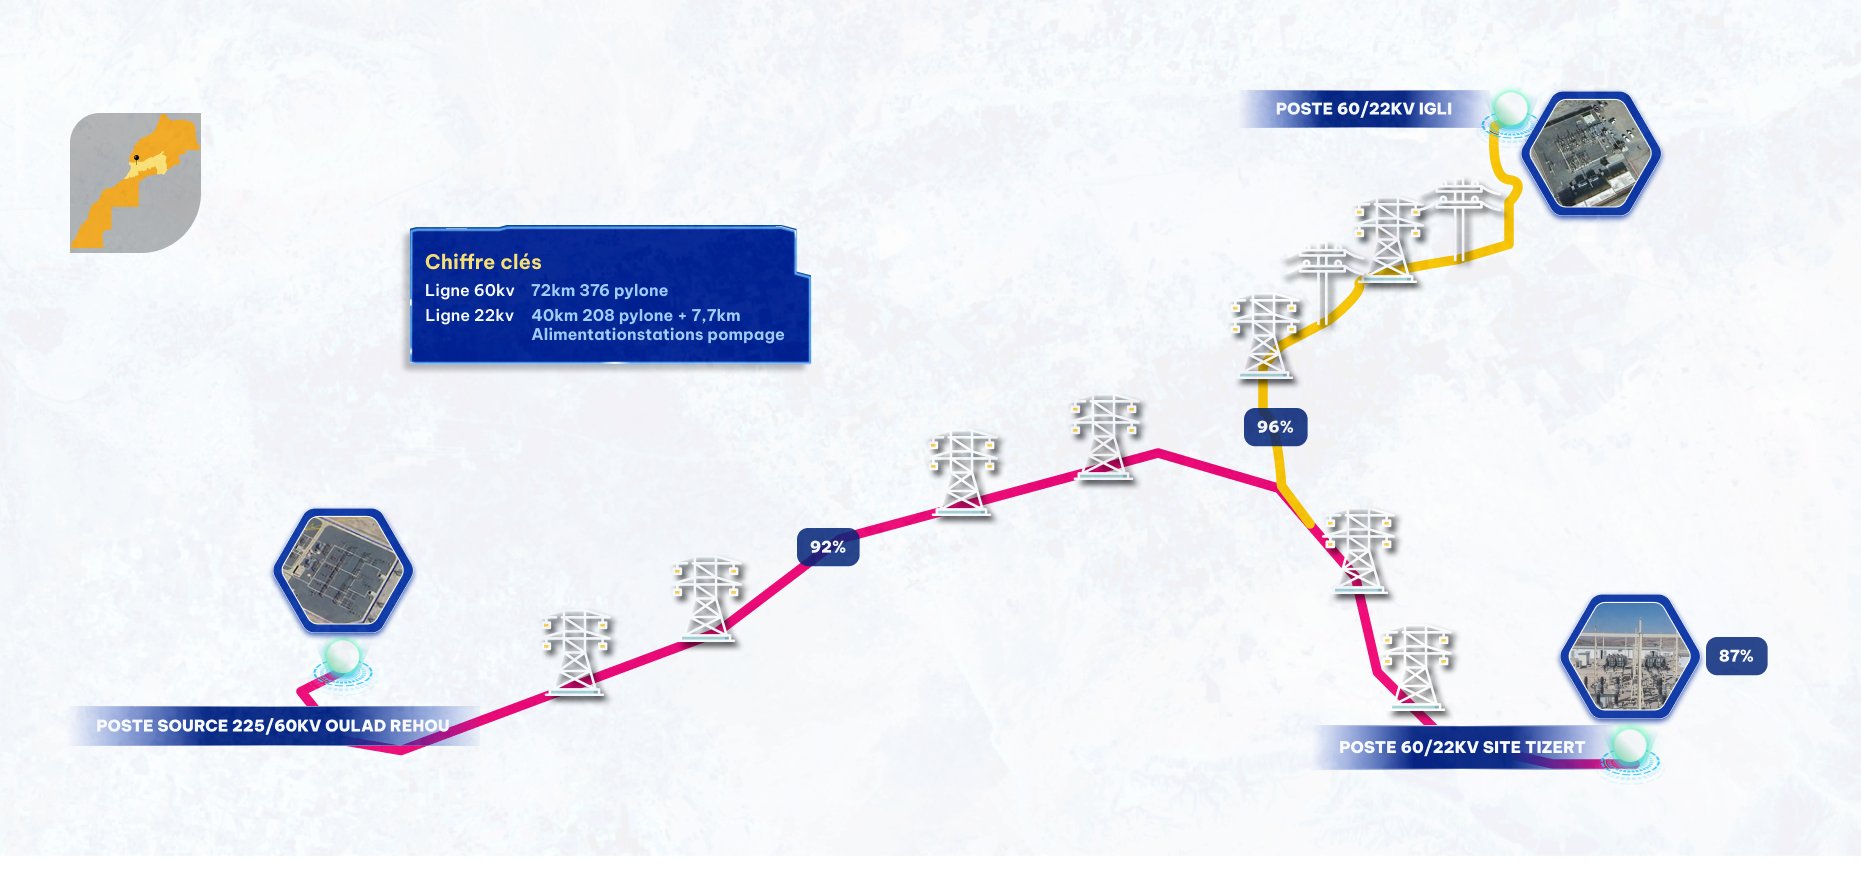 POSTE 60/22KV IGLI
Chiffre clés
Ligne 60kv 72km 376 pylone
Ligne 22kv 40km 208 pylone + 7,7km
Alimentationstations pompage
96%
92%
87%
POSTE SOURCE 225/60KV OULAD REHOU
POSTE 60/22KV SITE TIZERT